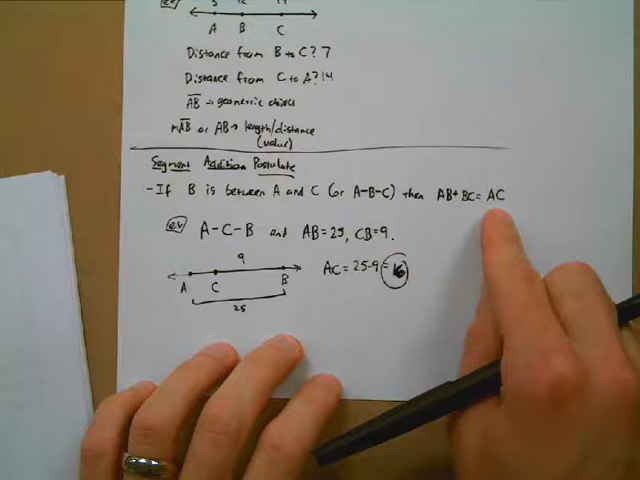 A B C
Distance from B to C? 7
Distance from C to A? 14
AB → geometric object
mAB or AB → length/distance
(value)
Segment Addition Postulate
- If B is between A and C (or A-B-C) then AB + BC = AC
ex A-C-B and AB = 25, CB = 9.
9
AC = 25-9 = 16
A C B
25